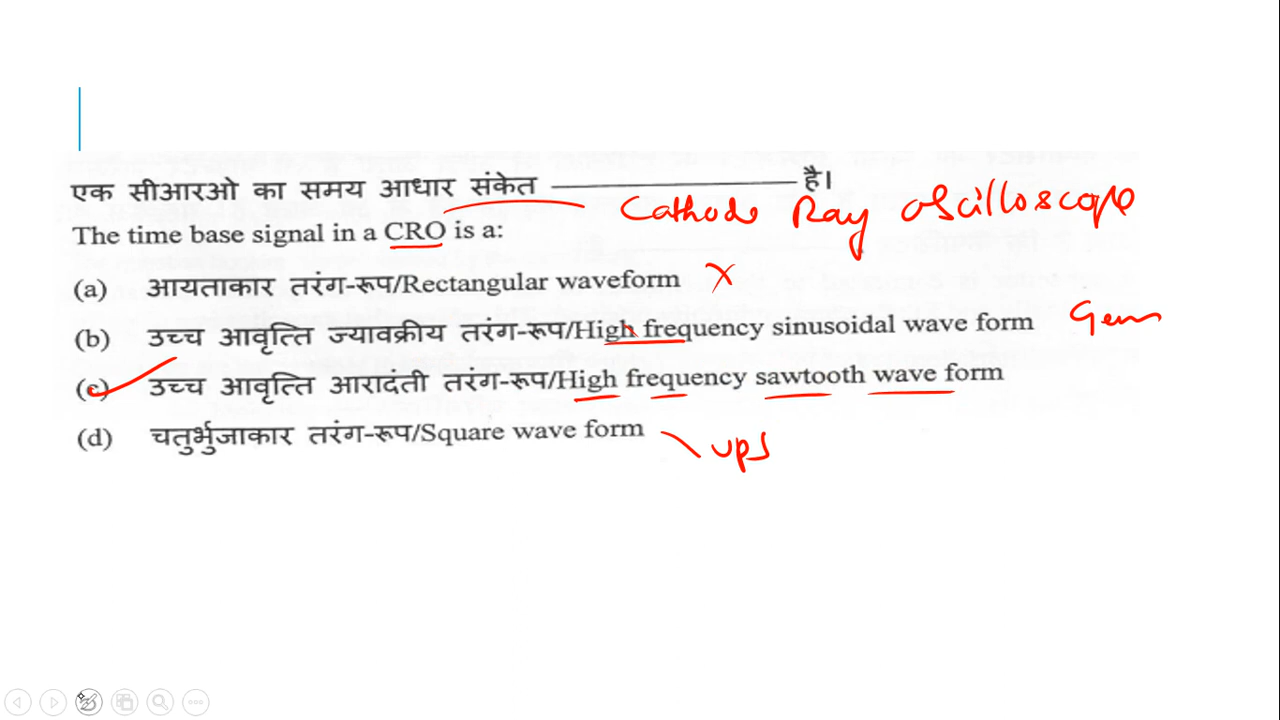 एक सीआरओ का समय आधार संकेत ____________ है।
Cathode Ray oscilloscope
The time base signal in a CRO is a:
(a) आयताकार तरंग-रूप/Rectangular waveform X
(b) उच्च आवृत्ति ज्यावक्रीय तरंग-रूप/High frequency sinusoidal wave form
(c) उच्च आवृत्ति आरादंती तरंग-रूप/High frequency sawtooth wave form
(d) चतुर्भुजाकार तरंग-रूप/Square wave form ups